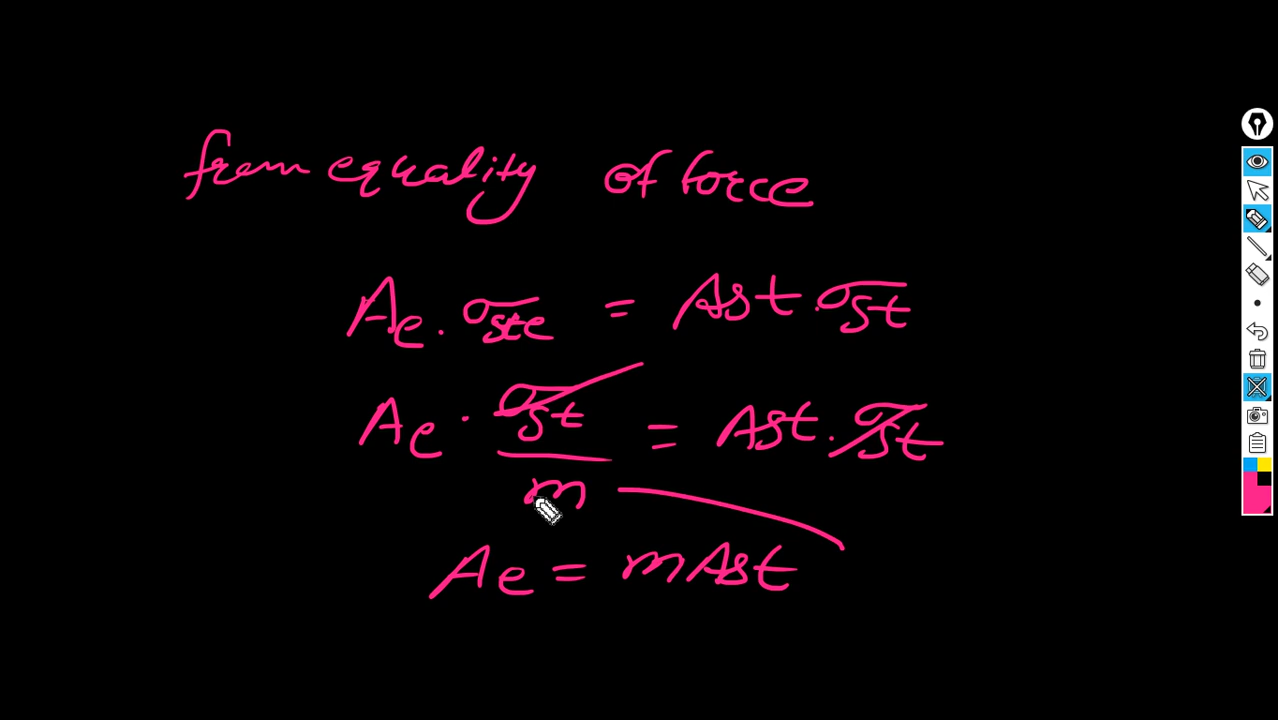 from equality of force
Ae . σste = Ast . σst
Ae . σst / m = Ast . σst
Ae = mAst